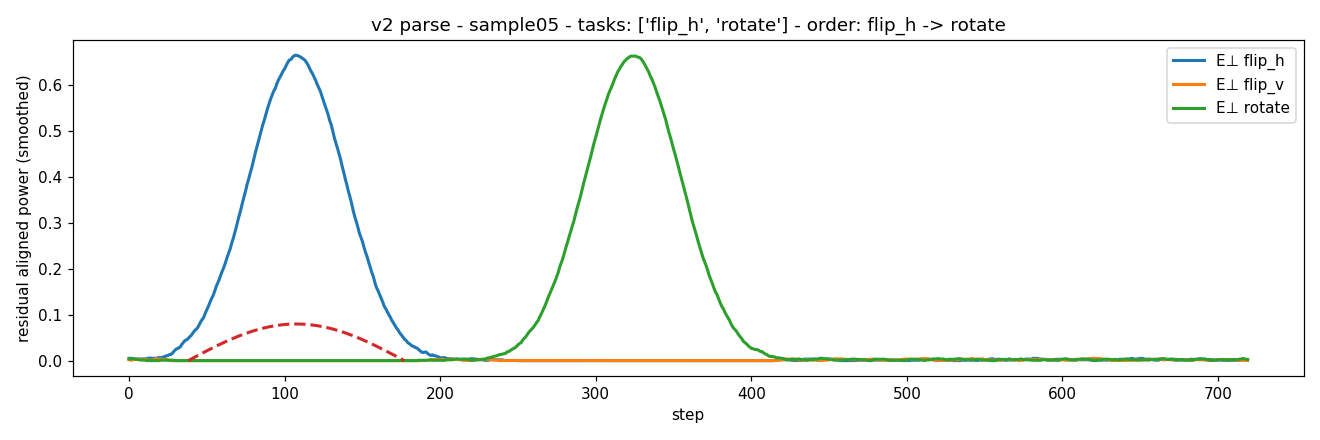 v2 parse - sample05 - tasks: ['flip_h', 'rotate'] - order: flip_h -> rotate
residual aligned power (smoothed)
0.6
0.5
0.4
0.3
0.2
0.1
0.0
E⊥ flip_h
E⊥ flip_v
E⊥ rotate
0 100 200 300 400 500 600 700
step